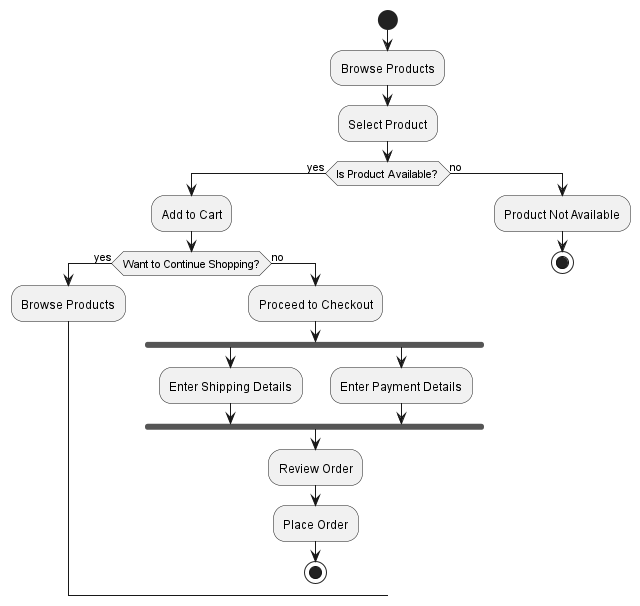 Browse Products
Select Product
yes
Is Product Available?
no
Add to Cart
Product Not Available
yes
Want to Continue Shopping?
no
Browse Products
Proceed to Checkout
Enter Shipping Details
Enter Payment Details
Review Order
Place Order